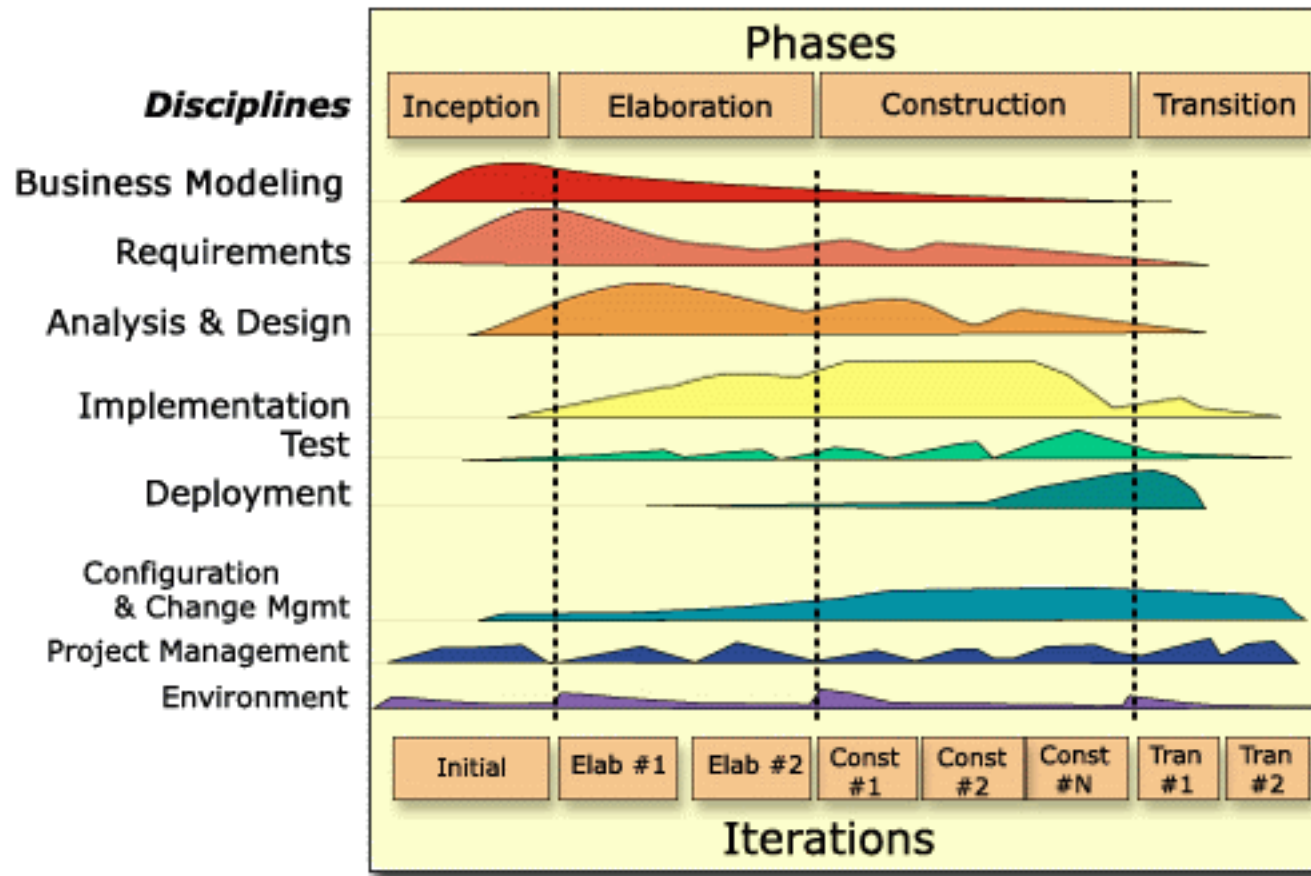 Phases
Disciplines
Inception
Elaboration
Construction
Transition
Business Modeling
Requirements
Analysis & Design
Implementation
Test
Deployment
Configuration
& Change Mgmt
Project Management
Environment
Initial
Elab #1
Elab #2
Const
#1
Const
#2
Const
#N
Tran
#1
Tran
#2
Iterations